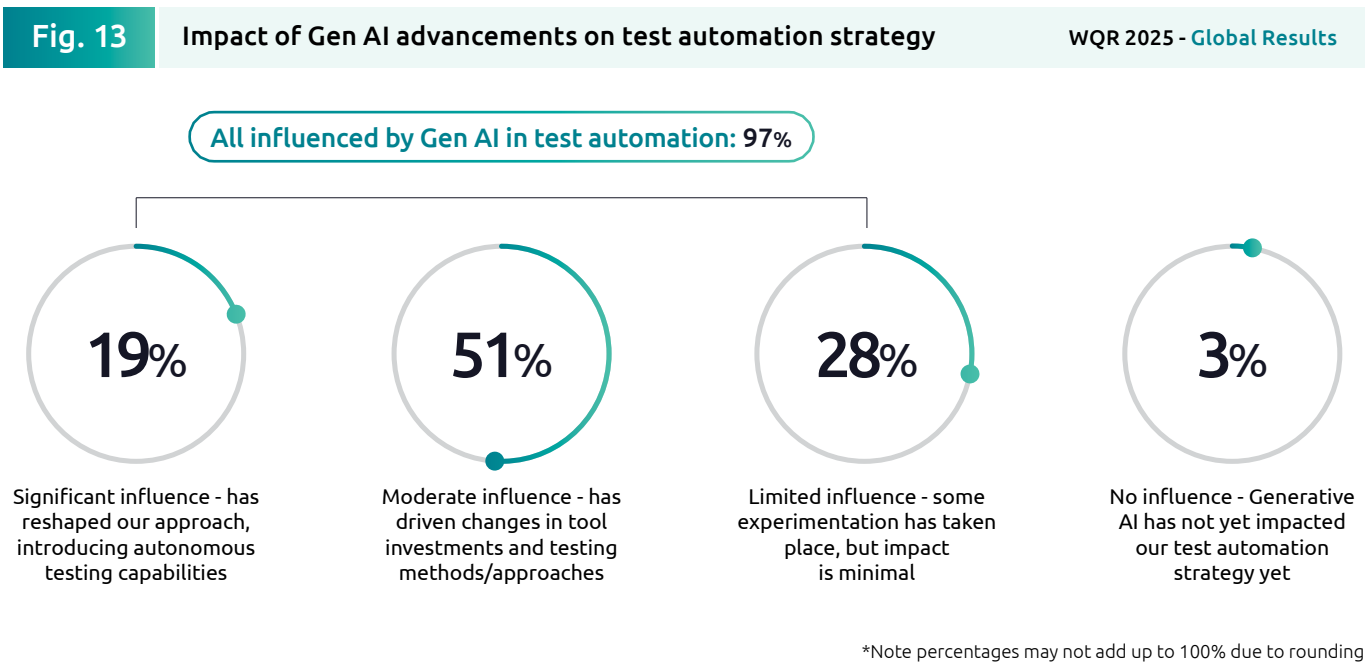 Fig. 13
Impact of Gen AI advancements on test automation strategy
WQR 2025 - Global Results
All influenced by Gen AI in test automation: 97%
19%
51%
28%
3%
Significant influence - has
reshaped our approach,
introducing autonomous
testing capabilities
Moderate influence - has
driven changes in tool
investments and testing
methods/approaches
Limited influence - some
experimentation has taken
place, but impact
is minimal
No influence - Generative
AI has not yet impacted
our test automation
strategy yet
*Note percentages may not add up to 100% due to rounding